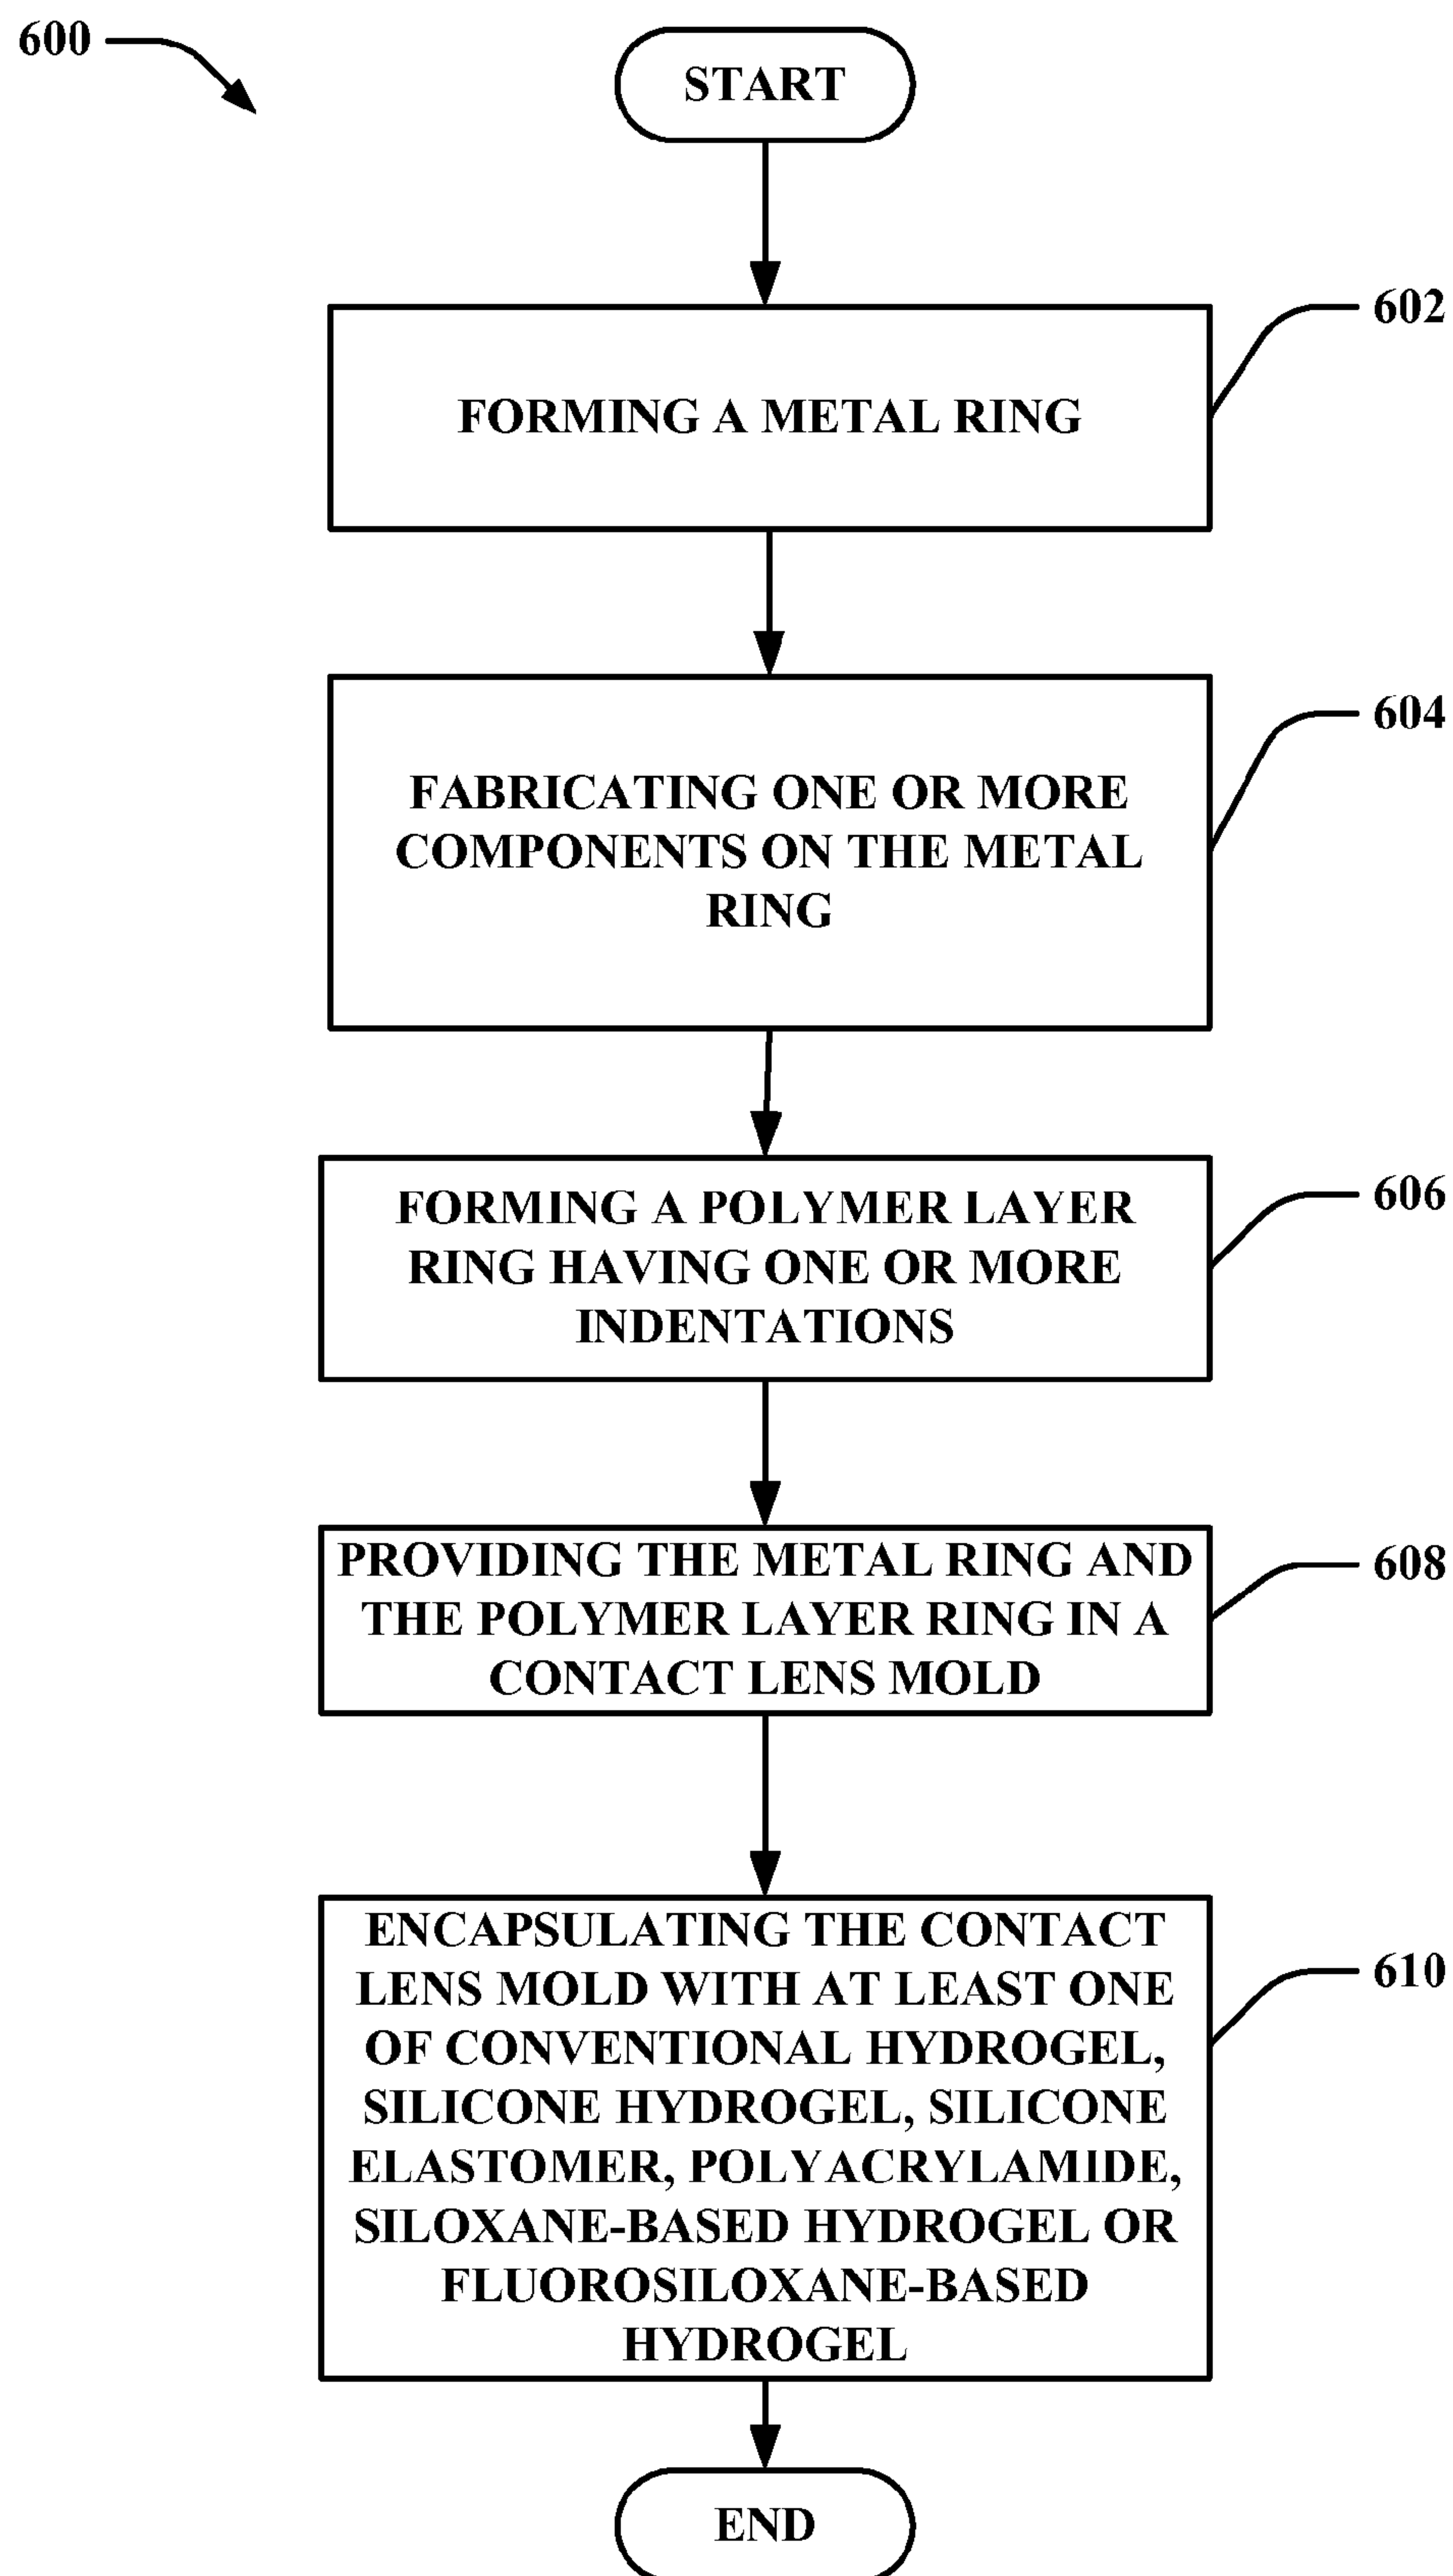 600
START
602
FORMING A METAL RING
604
FABRICATING ONE OR MORE
COMPONENTS ON THE METAL
RING
606
FORMING A POLYMER LAYER
RING HAVING ONE OR MORE
INDENTATIONS
608
PROVIDING THE METAL RING AND
THE POLYMER LAYER RING IN A
CONTACT LENS MOLD
610
ENCAPSULATING THE CONTACT
LENS MOLD WITH AT LEAST ONE
OF CONVENTIONAL HYDROGEL,
SILICONE HYDROGEL, SILICONE
ELASTOMER, POLYACRYLAMIDE,
SILOXANE-BASED HYDROGEL OR
FLUOROSILOXANE-BASED
HYDROGEL
END